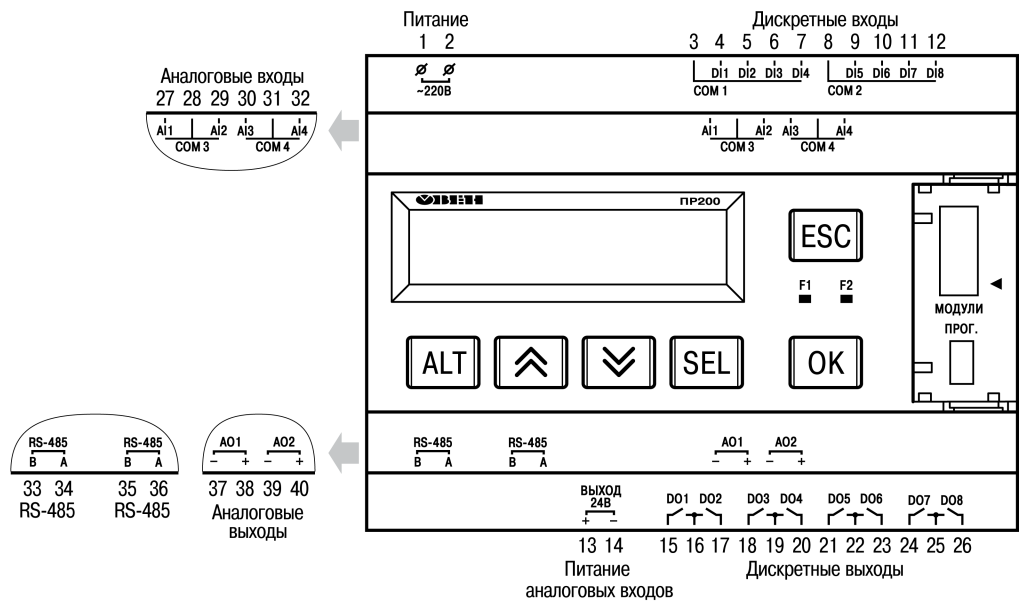 Питание
1 2
Дискретные входы
3 4 5 6 7 8 9 10 11 12
~220В
DI1 DI2 DI3 DI4
COM 1
DI5 DI6 DI7 DI8
COM 2
Аналоговые входы
27 28 29 30 31 32
AI1 AI2 AI3 AI4
COM 3 COM 4
AI1 AI2 AI3 AI4
COM 3 COM 4
ОВЕН ПР200
ESC
F1 F2
МОДУЛИ
ПРОГ.
ALT SEL OK
RS-485 RS-485
B A B A
33 34 35 36
RS-485 RS-485
AO1 AO2
– + – +
37 38 39 40
Аналоговые
выходы
RS-485 RS-485
B A B A
AO1 AO2
– + – +
ВЫХОД
24В
+ –
13 14
Питание
аналоговых входов
DO1 DO2 DO3 DO4 DO5 DO6 DO7 DO8
15 16 17 18 19 20 21 22 23 24 25 26
Дискретные выходы